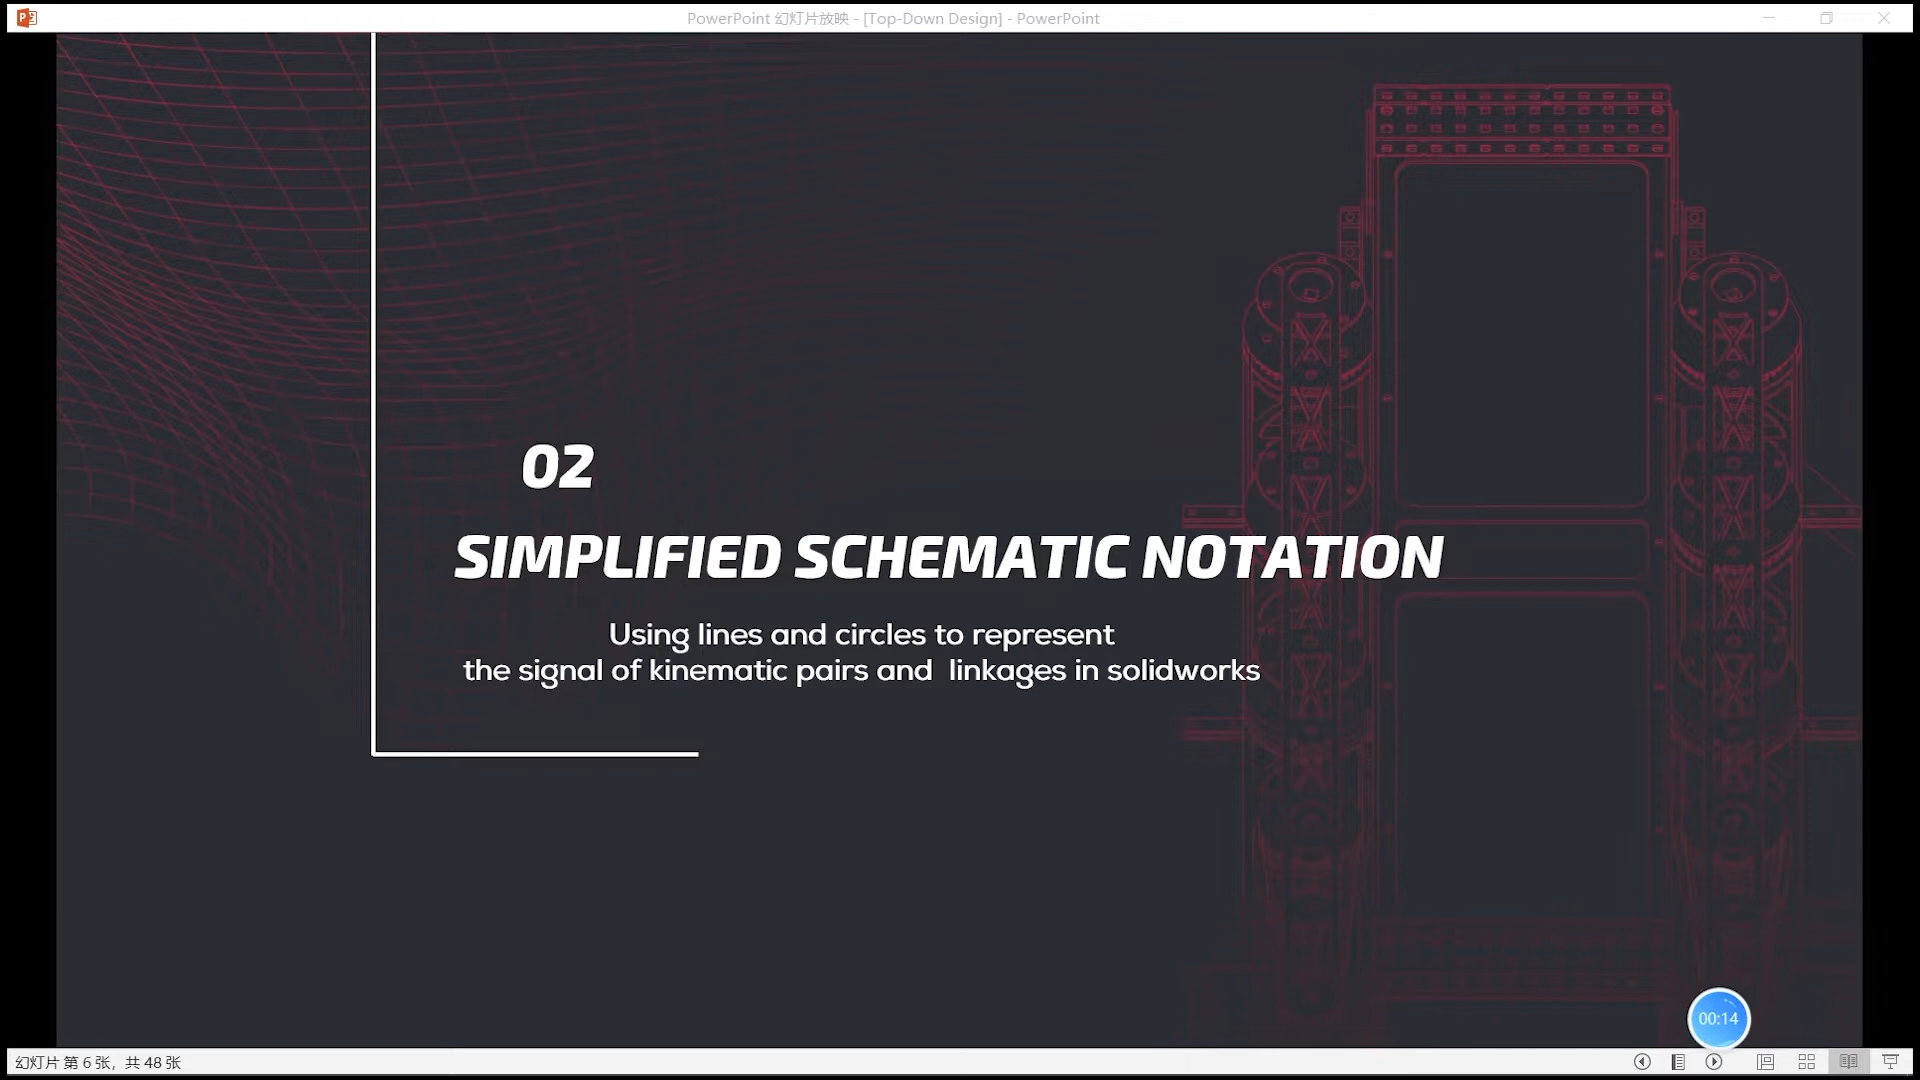 PowerPoint 幻灯片放映 - [Top-Down Design] - PowerPoint
02
SIMPLIFIED SCHEMATIC NOTATION
Using lines and circles to represent
the signal of kinematic pairs and  linkages in solidworks
00:14
幻灯片 第 6 张，共 48 张